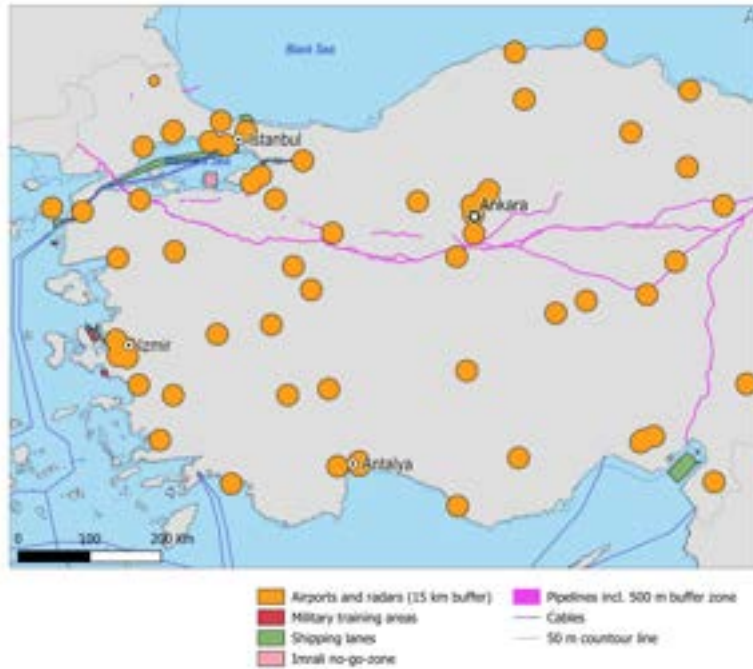 Black Sea
Istanbul
Sea
Ankara
Izmir
Antalya
0 100 200 Km
Airports and radars (15 km buffer)
Military training areas
Shipping lanes
Imrali no-go-zone
Pipelines incl. 500 m buffer zone
Cables
50 m countour line